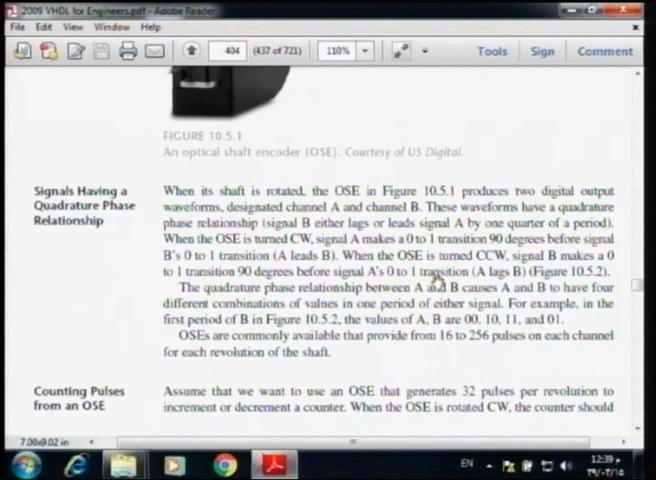 2009 VHDL for Engineers.pdf - Adobe Reader
File Edit View Window Help
404 (437 of 721) 110% Tools Sign Comment
FIGURE 10.5.1
An optical shaft encoder (OSE). Courtesy of US Digital.
Signals Having a
Quadrature Phase
Relationship
When its shaft is rotated, the OSE in Figure 10.5.1 produces two digital output
waveforms, designated channel A and channel B. These waveforms have a quadrature
phase relationship (signal B either lags or leads signal A by one quarter of a period).
When the OSE is turned CW, signal A makes a 0 to 1 transition 90 degrees before signal
B's 0 to 1 transition (A leads B). When the OSE is turned CCW, signal B makes a 0
to 1 transition 90 degrees before signal A's 0 to 1 transition (A lags B) (Figure 10.5.2).
The quadrature phase relationship between A and B causes A and B to have four
different combinations of values in one period of either signal. For example, in the
first period of B in Figure 10.5.2, the values of A, B are 00, 10, 11, and 01.
OSEs are commonly available that provide from 16 to 256 pulses on each channel
for each revolution of the shaft.
Counting Pulses
from an OSE
Assume that we want to use an OSE that generates 32 pulses per revolution to
increment or decrement a counter. When the OSE is rotated CW, the counter should
7.00x9.02 in
EN
12:39 م